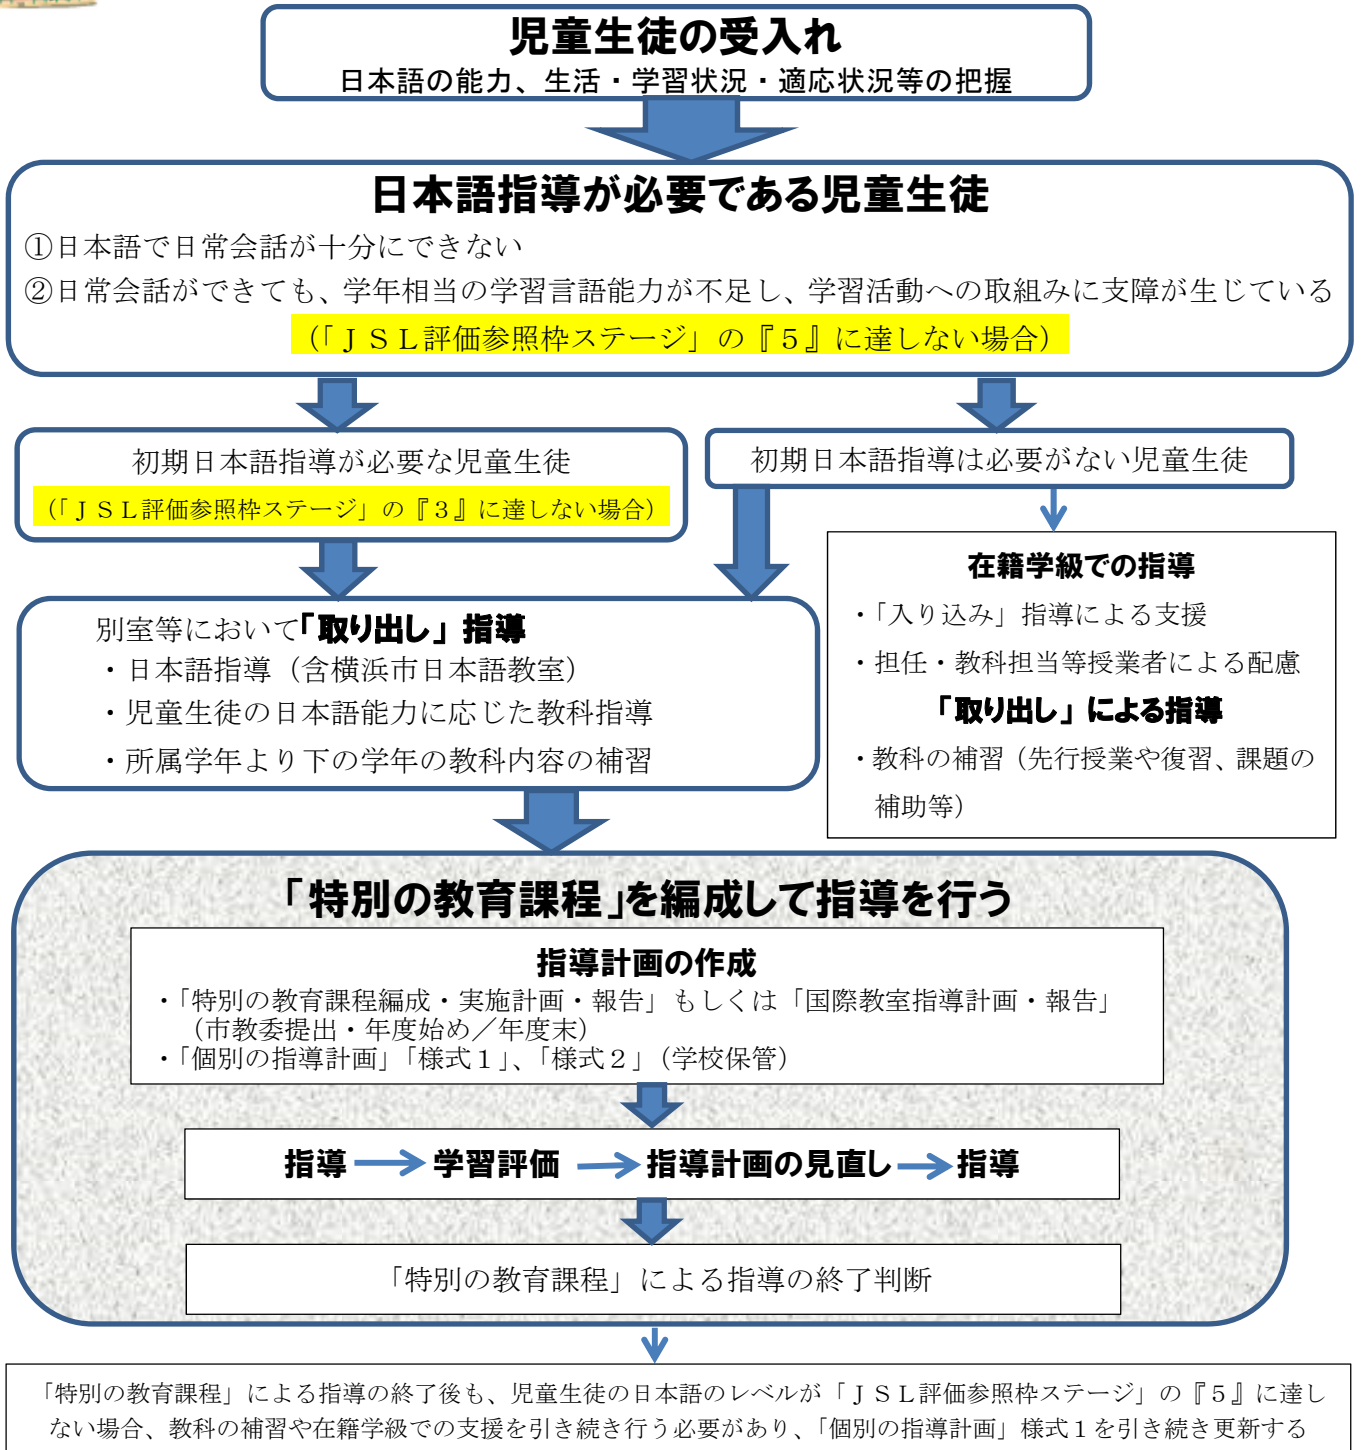 児童生徒の受入れ
日本語の能力、生活・学習状況・適応状況等の把握
日本語指導が必要である児童生徒
①日本語で日常会話が十分にできない
②日常会話ができても、学年相当の学習言語能力が不足し、学習活動への取組みに支障が生じている
（「ＪＳＬ評価参照枠ステージ」の『５』に達しない場合）
初期日本語指導が必要な児童生徒
（「ＪＳＬ評価参照枠ステージ」の『３』に達しない場合）
初期日本語指導は必要がない児童生徒
別室等において「取り出し」指導
・日本語指導（含横浜市日本語教室）
・児童生徒の日本語能力に応じた教科指導
・所属学年より下の学年の教科内容の補習
在籍学級での指導
・「入り込み」指導による支援
・担任・教科担当等授業者による配慮
「取り出し」による指導
・教科の補習（先行授業や復習、課題の
補助等）
「特別の教育課程」を編成して指導を行う
指導計画の作成
・「特別の教育課程編成・実施計画・報告」もしくは「国際教室指導計画・報告」
（市教委提出・年度始め／年度末）
・「個別の指導計画」「様式１」、「様式２」（学校保管）
指導 → 学習評価 → 指導計画の見直し → 指導
「特別の教育課程」による指導の終了判断
「特別の教育課程」による指導の終了後も、児童生徒の日本語のレベルが「ＪＳＬ評価参照枠ステージ」の『５』に達し
ない場合、教科の補習や在籍学級での支援を引き続き行う必要があり、「個別の指導計画」様式１を引き続き更新する